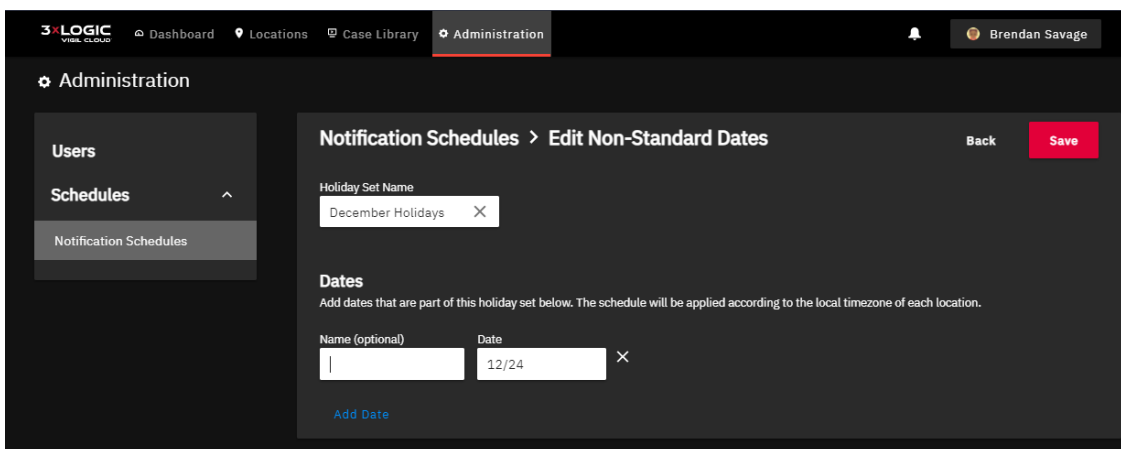 3xLOGIC
VIGIL CLOUD
Dashboard
Locations
Case Library
Administration
Brendan Savage
Administration
Users
Schedules
Notification Schedules
Notification Schedules > Edit Non-Standard Dates
Back
Save
Holiday Set Name
December Holidays
Dates
Add dates that are part of this holiday set below. The schedule will be applied according to the local timezone of each location.
Name (optional)
Date
12/24
Add Date